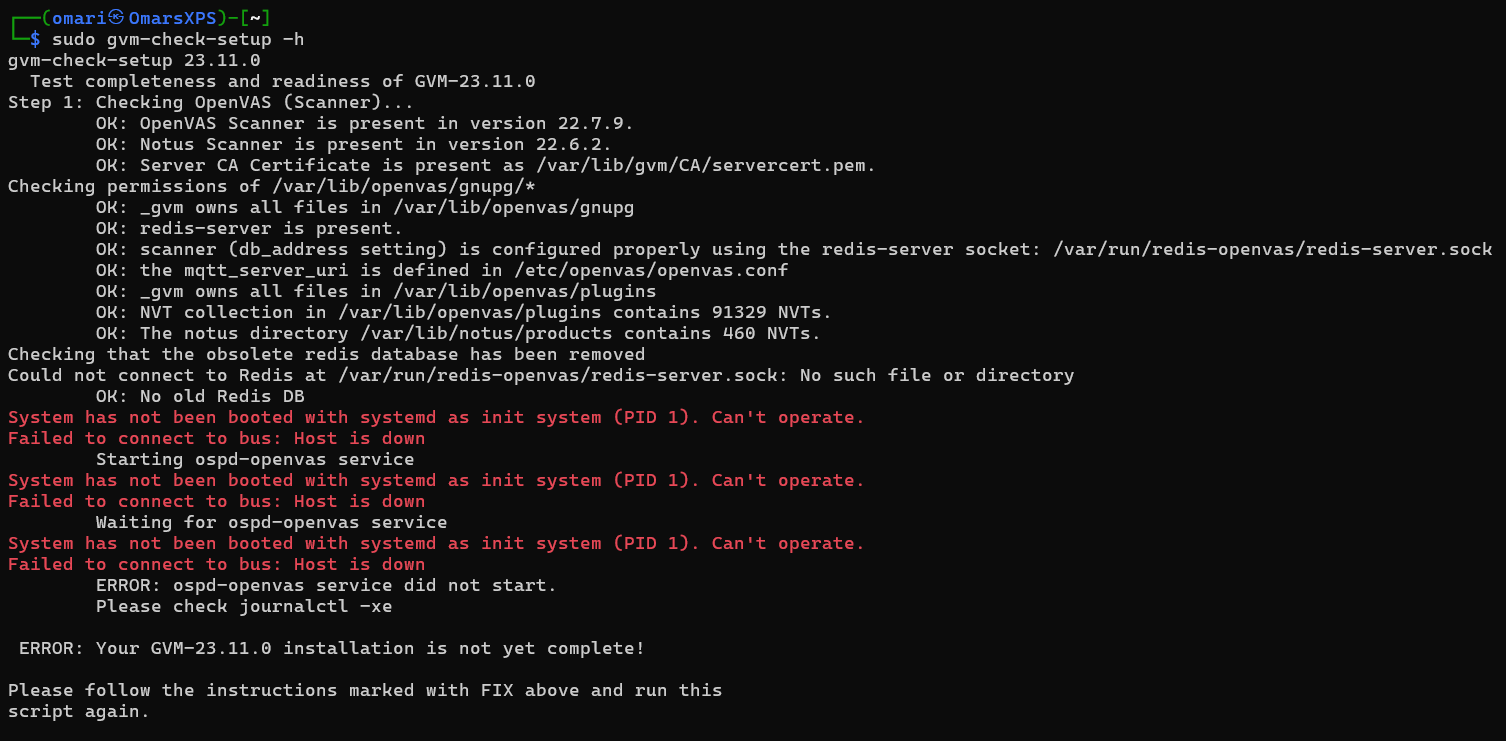 ┌──(omari㉿OmarsXPS)-[~]
└─$ sudo gvm-check-setup -h
gvm-check-setup 23.11.0
  Test completeness and readiness of GVM-23.11.0
Step 1: Checking OpenVAS (Scanner)...
        OK: OpenVAS Scanner is present in version 22.7.9.
        OK: Notus Scanner is present in version 22.6.2.
        OK: Server CA Certificate is present as /var/lib/gvm/CA/servercert.pem.
Checking permissions of /var/lib/openvas/gnupg/*
        OK: _gvm owns all files in /var/lib/openvas/gnupg
        OK: redis-server is present.
        OK: scanner (db_address setting) is configured properly using the redis-server socket: /var/run/redis-openvas/redis-server.sock
        OK: the mqtt_server_uri is defined in /etc/openvas/openvas.conf
        OK: _gvm owns all files in /var/lib/openvas/plugins
        OK: NVT collection in /var/lib/openvas/plugins contains 91329 NVTs.
        OK: The notus directory /var/lib/notus/products contains 460 NVTs.
Checking that the obsolete redis database has been removed
Could not connect to Redis at /var/run/redis-openvas/redis-server.sock: No such file or directory
        OK: No old Redis DB
System has not been booted with systemd as init system (PID 1). Can't operate.
Failed to connect to bus: Host is down
        Starting ospd-openvas service
System has not been booted with systemd as init system (PID 1). Can't operate.
Failed to connect to bus: Host is down
        Waiting for ospd-openvas service
System has not been booted with systemd as init system (PID 1). Can't operate.
Failed to connect to bus: Host is down
        ERROR: ospd-openvas service did not start.
        Please check journalctl -xe

 ERROR: Your GVM-23.11.0 installation is not yet complete!

Please follow the instructions marked with FIX above and run this
script again.